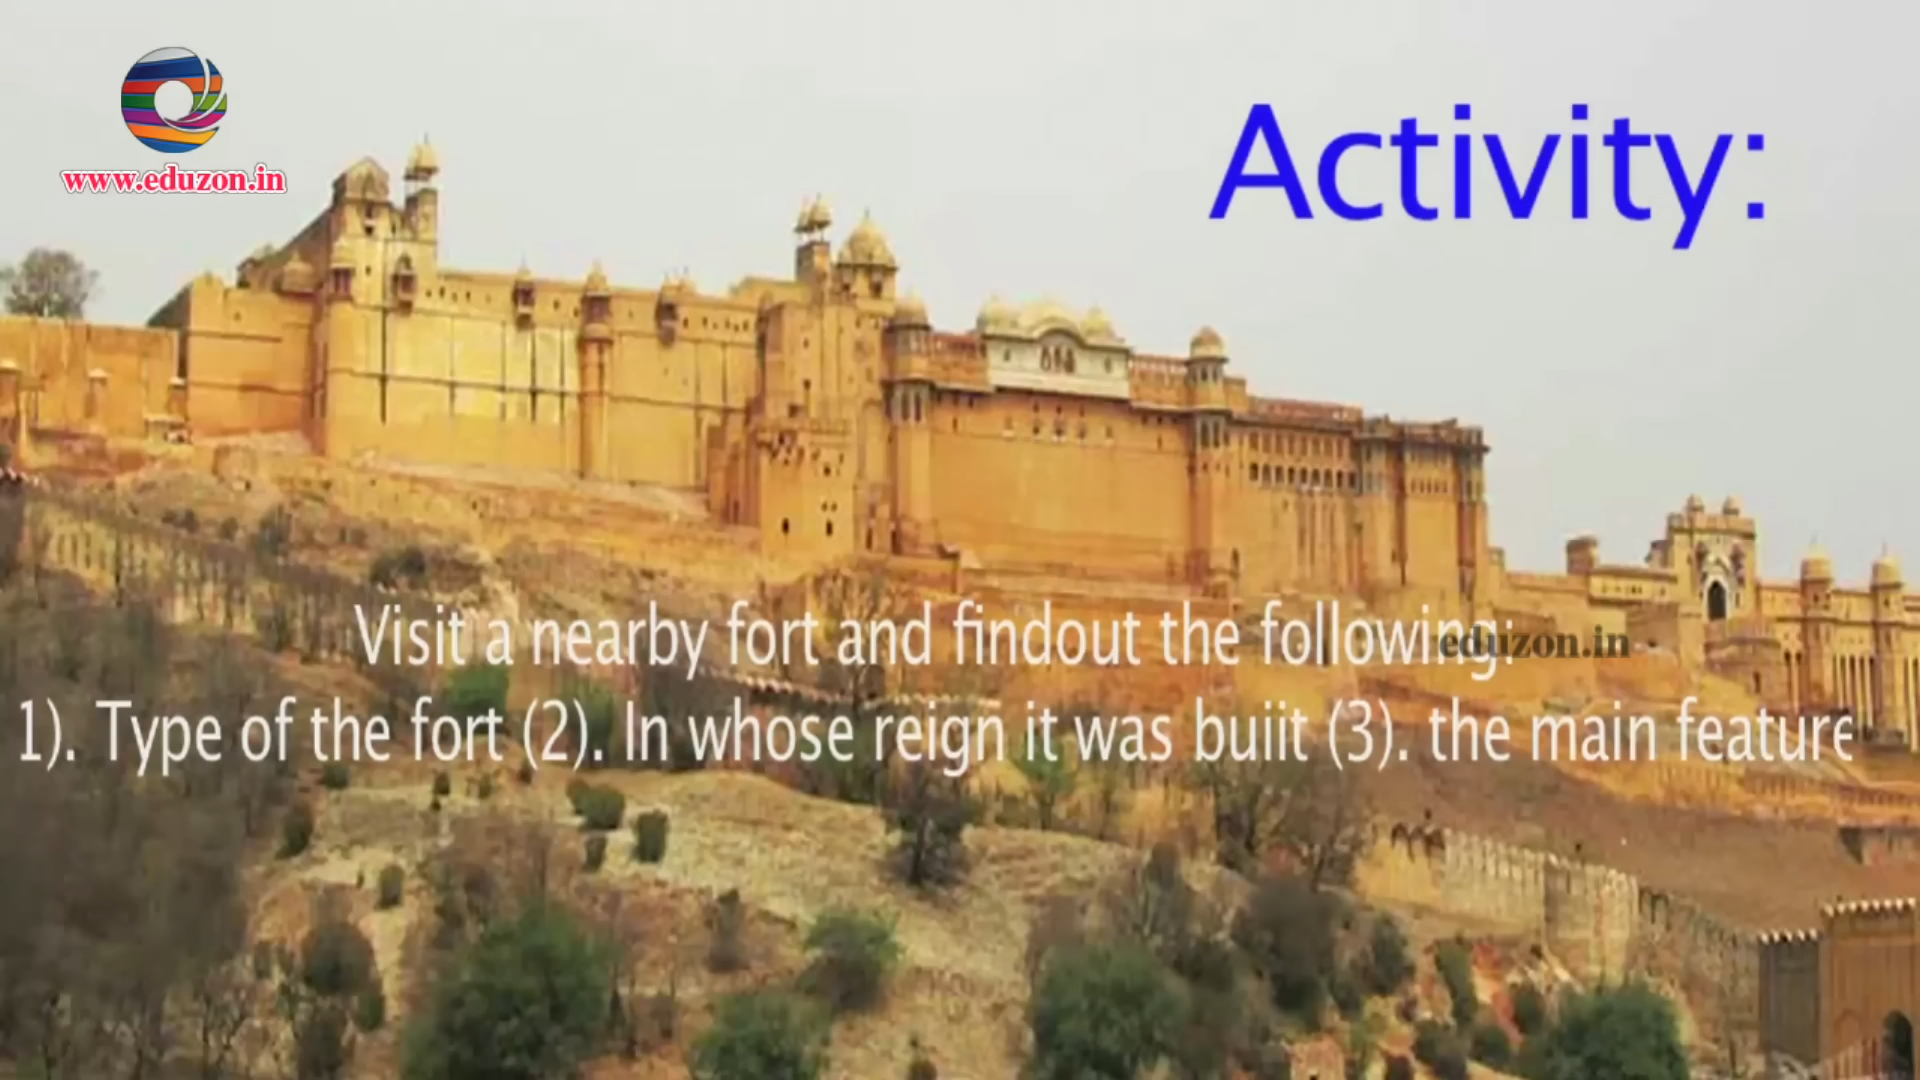 www.eduzon.in
Activity:
Visit a nearby fort and findout the following:
eduzon.in
1). Type of the fort (2). In whose reign it was buiit (3). the main feature